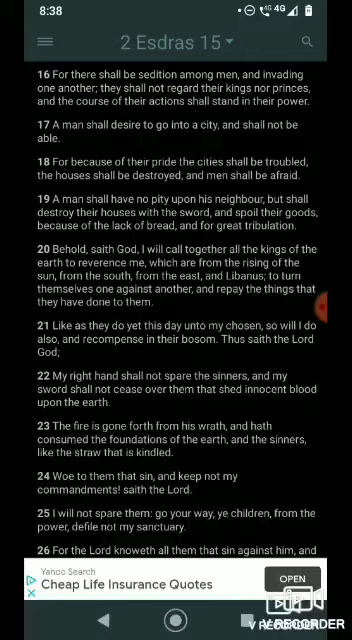 8:38
4G 4G
2 Esdras 15
16 For there shall be sedition among men, and invading
one another; they shall not regard their kings nor princes,
and the course of their actions shall stand in their power.
17 A man shall desire to go into a city, and shall not be
able.
18 For because of their pride the cities shall be troubled,
the houses shall be destroyed, and men shall be afraid.
19 A man shall have no pity upon his neighbour, but shall
destroy their houses with the sword, and spoil their goods,
because of the lack of bread, and for great tribulation.
20 Behold, saith God, I will call together all the kings of the
earth to reverence me, which are from the rising of the
sun, from the south, from the east, and Libanus; to turn
themselves one against another, and repay the things that
they have done to them.
21 Like as they do yet this day unto my chosen, so will I do
also, and recompense in their bosom. Thus saith the Lord
God;
22 My right hand shall not spare the sinners, and my
sword shall not cease over them that shed innocent blood
upon the earth.
23 The fire is gone forth from his wrath, and hath
consumed the foundations of the earth, and the sinners,
like the straw that is kindled.
24 Woe to them that sin, and keep not my
commandments! saith the Lord.
25 I will not spare them: go your way, ye children, from the
power, defile not my sanctuary.
26 For the Lord knoweth all them that sin against him, and
Yahoo Search
Cheap Life Insurance Quotes
OPEN
V RECORDER